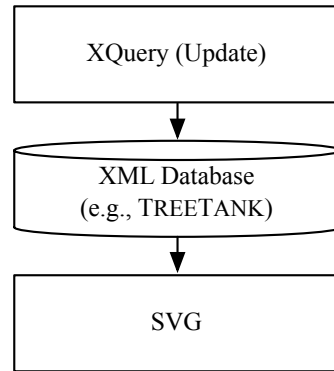 XQuery (Update)
XML Database
(e.g., TREETANK)
SVG